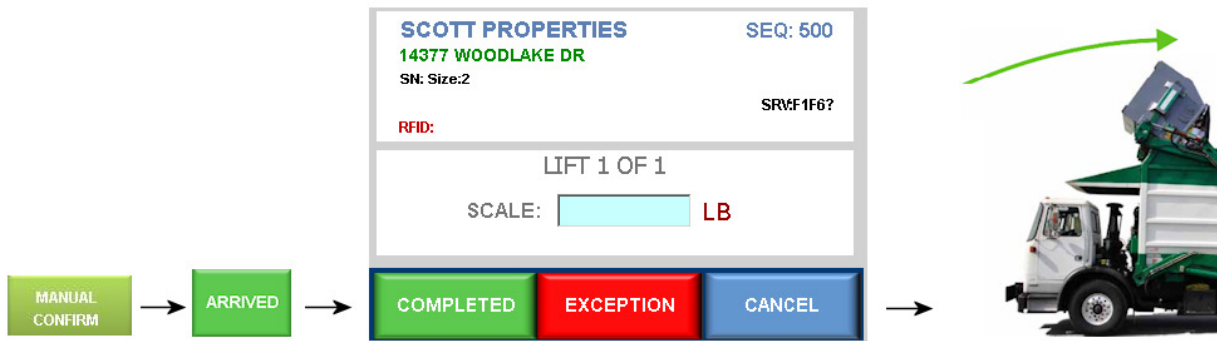 SCOTT PROPERTIES SEQ: 500
14377 WOODLAKE DR
SN: Size:2
SRV:F1F6?
RFID:
LIFT 1 OF 1
SCALE: LB
MANUAL
CONFIRM
ARRIVED
COMPLETED EXCEPTION CANCEL